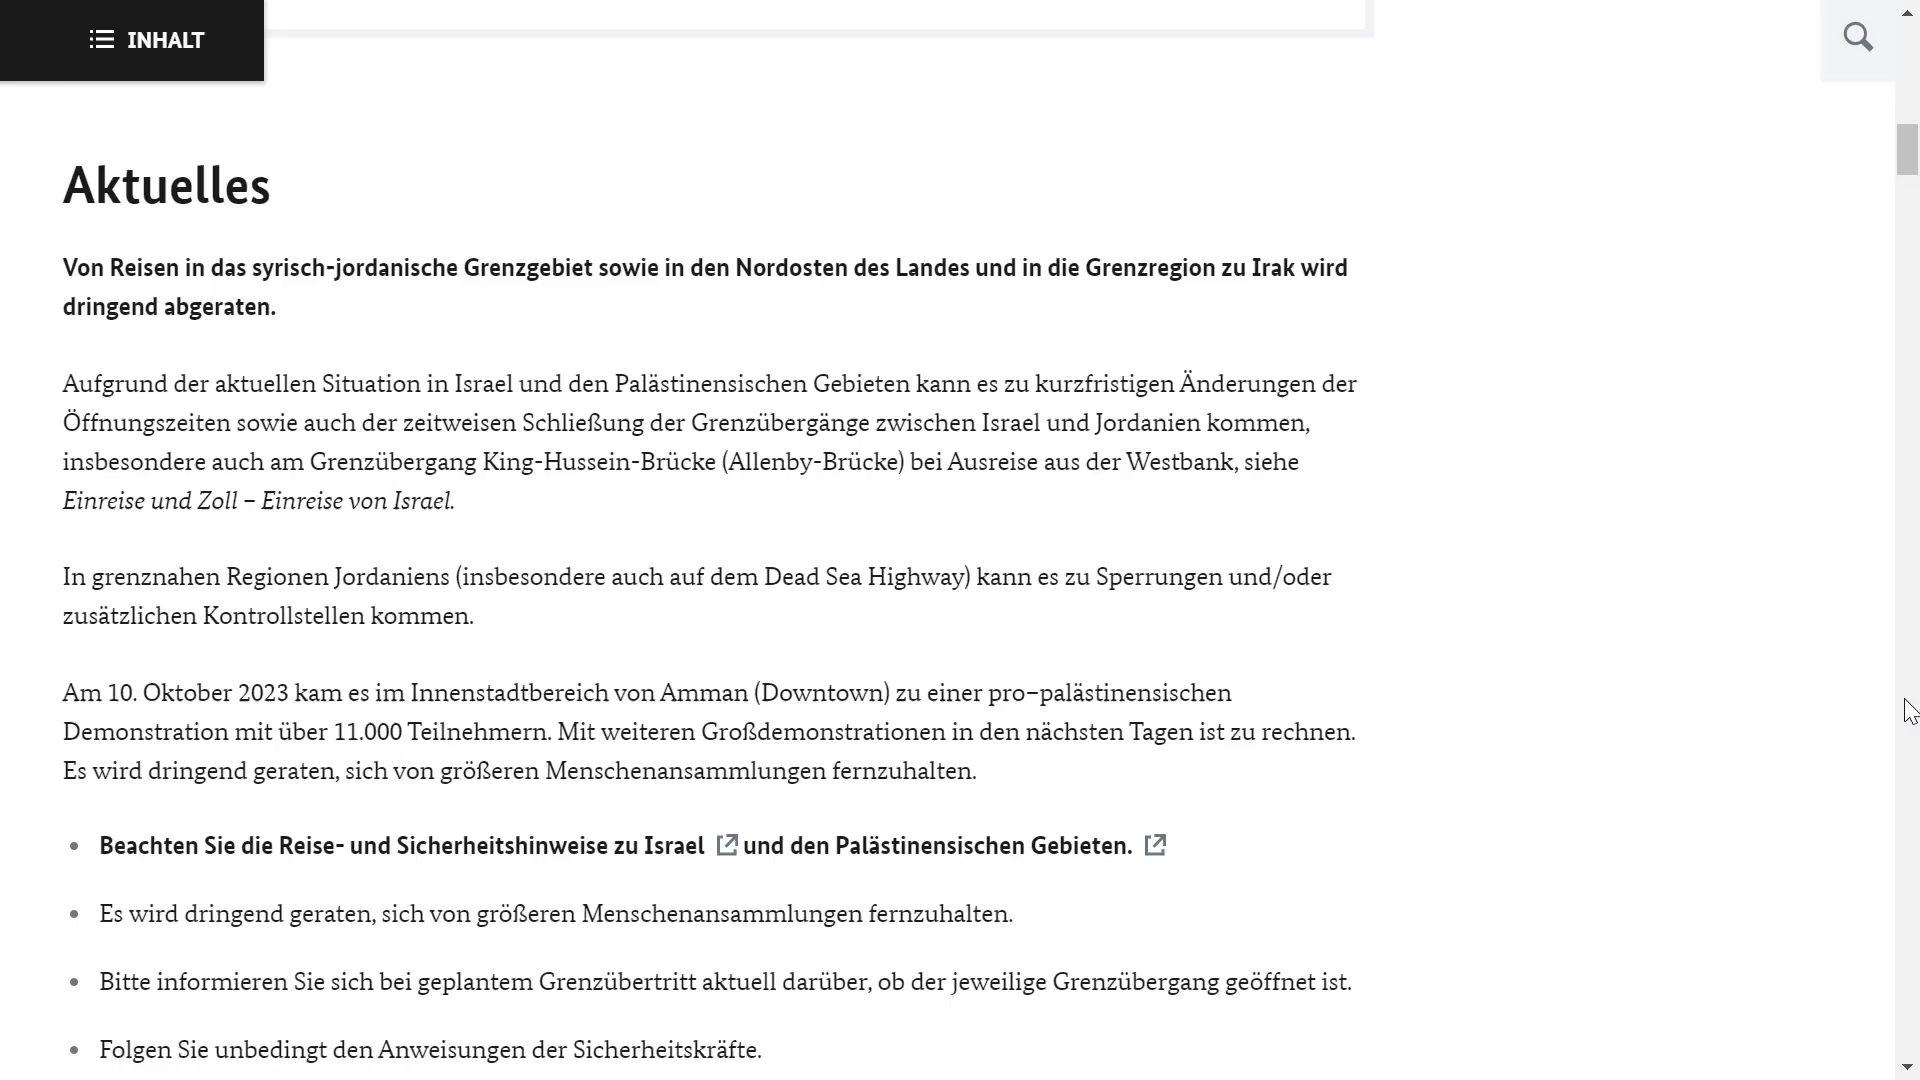 INHALT
Aktuelles
Von Reisen in das syrisch-jordanische Grenzgebiet sowie in den Nordosten des Landes und in die Grenzregion zu Irak wird
dringend abgeraten.
Aufgrund der aktuellen Situation in Israel und den Palästinensischen Gebieten kann es zu kurzfristigen Änderungen der
Öffnungszeiten sowie auch der zeitweisen Schließung der Grenzübergänge zwischen Israel und Jordanien kommen,
insbesondere auch am Grenzübergang King-Hussein-Brücke (Allenby-Brücke) bei Ausreise aus der Westbank, siehe
Einreise und Zoll – Einreise von Israel.
In grenznahen Regionen Jordaniens (insbesondere auch auf dem Dead Sea Highway) kann es zu Sperrungen und/oder
zusätzlichen Kontrollstellen kommen.
Am 10. Oktober 2023 kam es im Innenstadtbereich von Amman (Downtown) zu einer pro–palästinensischen
Demonstration mit über 11.000 Teilnehmern. Mit weiteren Großdemonstrationen in den nächsten Tagen ist zu rechnen.
Es wird dringend geraten, sich von größeren Menschenansammlungen fernzuhalten.
• Beachten Sie die Reise- und Sicherheitshinweise zu Israel und den Palästinensischen Gebieten.
• Es wird dringend geraten, sich von größeren Menschenansammlungen fernzuhalten.
• Bitte informieren Sie sich bei geplantem Grenzübertritt aktuell darüber, ob der jeweilige Grenzübergang geöffnet ist.
• Folgen Sie unbedingt den Anweisungen der Sicherheitskräfte.